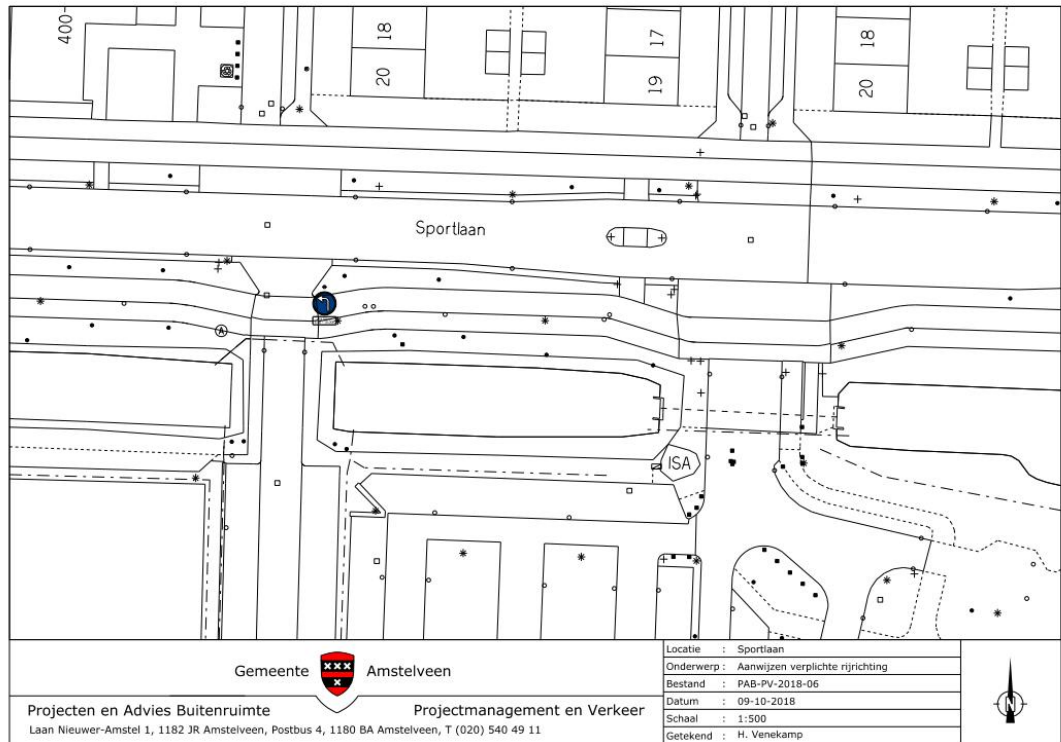 400
18
20
17
19
18
20
Sportlaan
A
ISA
Gemeente Amstelveen
Projecten en Advies Buitenruimte
Projectmanagement en Verkeer
Laan Nieuwer-Amstel 1, 1182 JR Amstelveen, Postbus 4, 1180 BA Amstelveen, T (020) 540 49 11
Locatie : Sportlaan
Onderwerp : Aanwijzen verplichte rijrichting
Bestand : PAB-PV-2018-06
Datum : 09-10-2018
Schaal : 1:500
Getekend : H. Venekamp
N